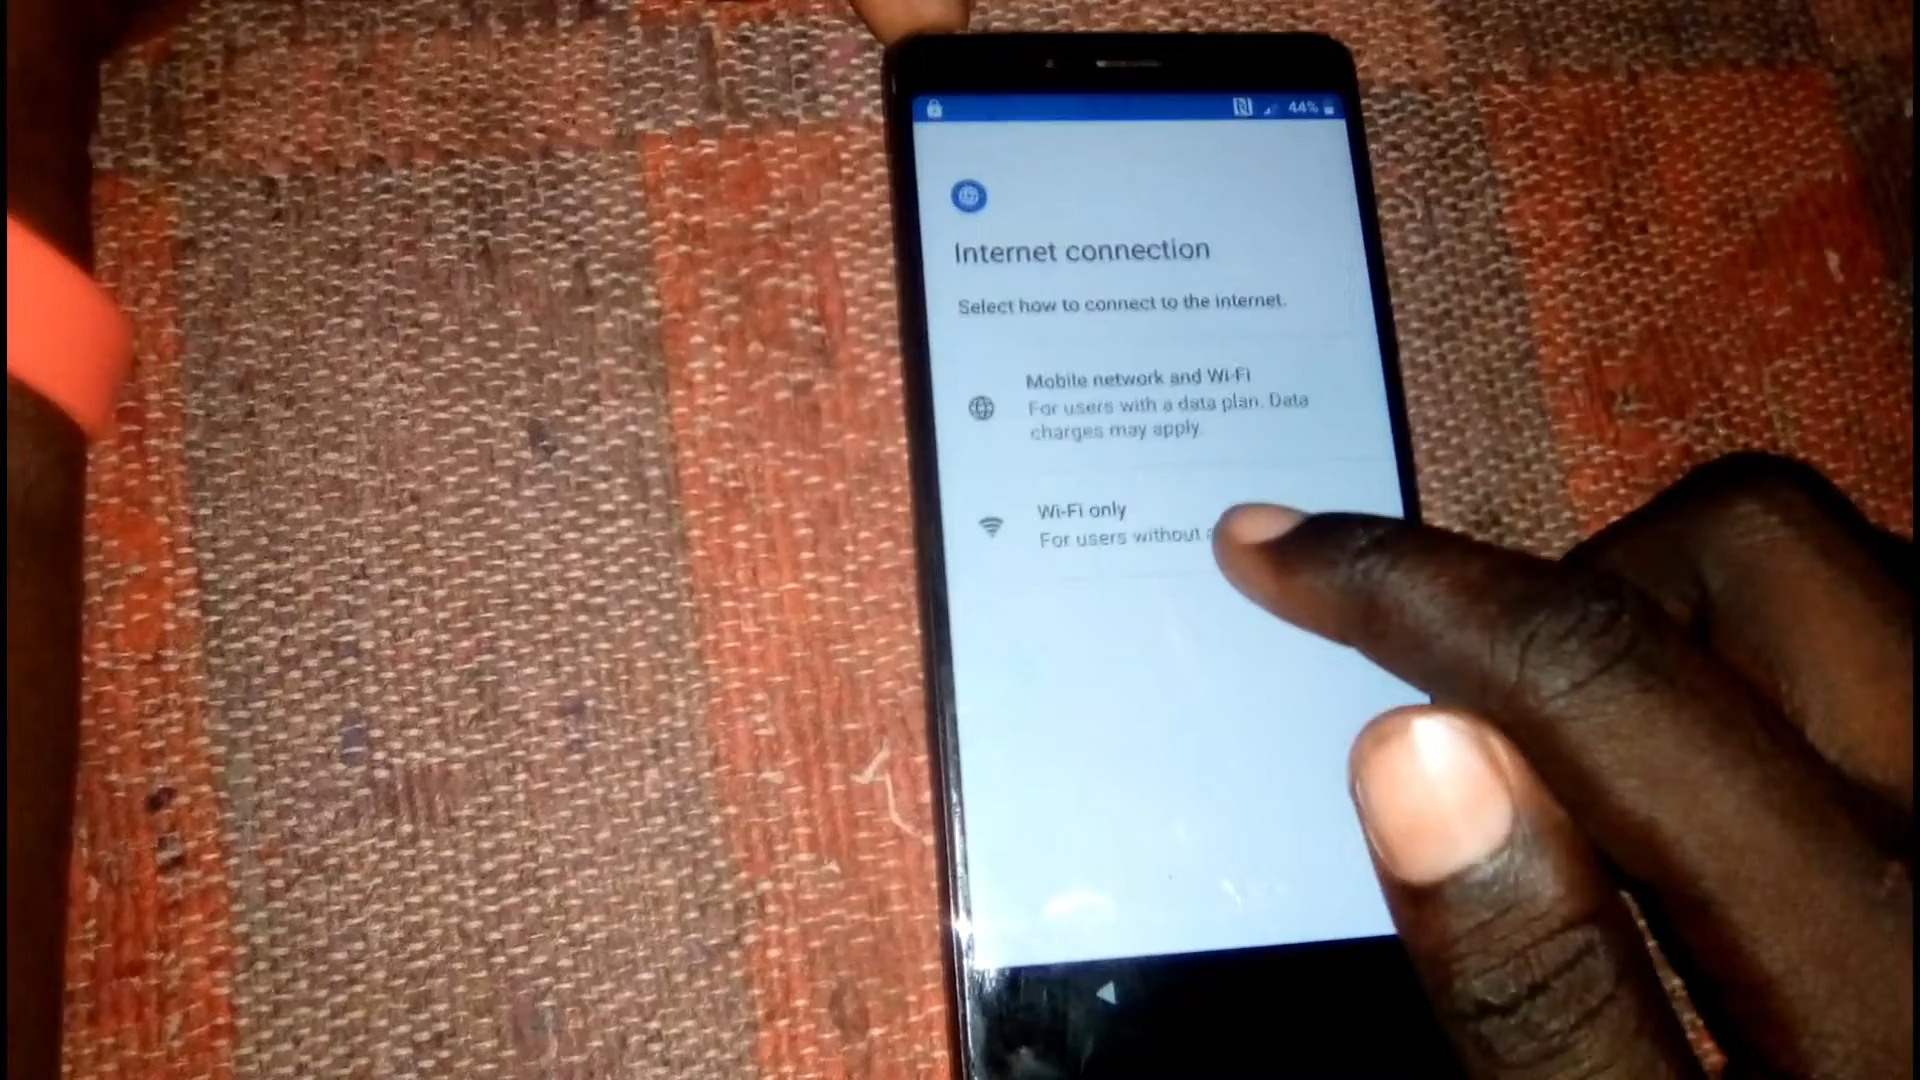 44%
Internet connection
Select how to connect to the internet.
Mobile network and Wi-Fi
For users with a data plan. Data
charges may apply.
Wi-Fi only
For users without